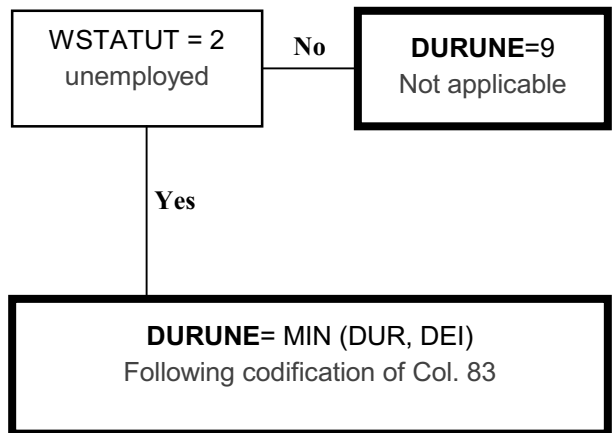 WSTATUT = 2
unemployed
No
DURUNE=9
Not applicable
Yes
DURUNE= MIN (DUR, DEI)
Following codification of Col. 83